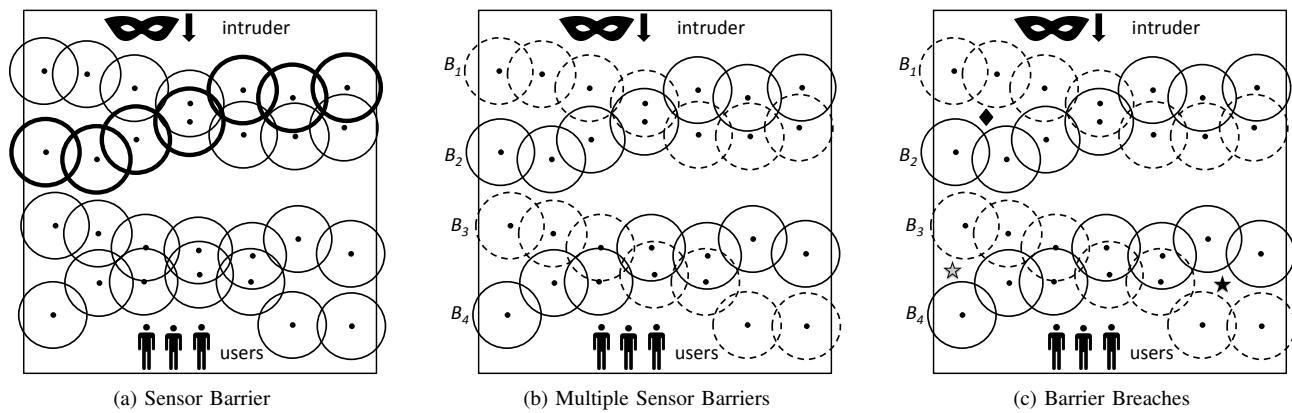 intruder
users
(a) Sensor Barrier
intruder
B1
B2
B3
B4
users
(b) Multiple Sensor Barriers
intruder
B1
B2
B3
B4
users
(c) Barrier Breaches